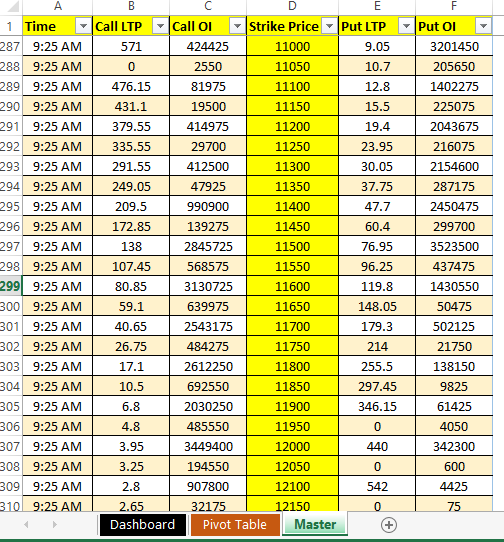 A B C D E F
1 Time Call LTP Call OI Strike Price Put LTP Put OI
287 9:25 AM 571 424425 11000 9.05 3201450
288 9:25 AM 0 2550 11050 10.7 205650
289 9:25 AM 476.15 81975 11100 12.8 1402275
290 9:25 AM 431.1 19500 11150 15.5 225075
291 9:25 AM 379.55 414975 11200 19.4 2043675
292 9:25 AM 335.55 29700 11250 23.95 216075
293 9:25 AM 291.55 412500 11300 30.05 2154600
294 9:25 AM 249.05 47925 11350 37.75 287175
295 9:25 AM 209.5 990900 11400 47.7 2450475
296 9:25 AM 172.85 139275 11450 60.4 299700
297 9:25 AM 138 2845725 11500 76.95 3523500
298 9:25 AM 107.45 568575 11550 96.25 437475
299 9:25 AM 80.85 3130725 11600 119.8 1430550
300 9:25 AM 59.1 639975 11650 148.05 50475
301 9:25 AM 40.65 2543175 11700 179.3 502125
302 9:25 AM 26.75 484275 11750 214 21750
303 9:25 AM 17.1 2612250 11800 255.5 138150
304 9:25 AM 10.5 692550 11850 297.45 9825
305 9:25 AM 6.8 2030250 11900 346.15 61425
306 9:25 AM 4.8 485550 11950 0 4050
307 9:25 AM 3.95 3449400 12000 440 342300
308 9:25 AM 3.25 194550 12050 0 600
309 9:25 AM 2.8 907800 12100 542 4425
310 9:25 AM 2.65 32175 12150 0 75
Dashboard Pivot Table Master